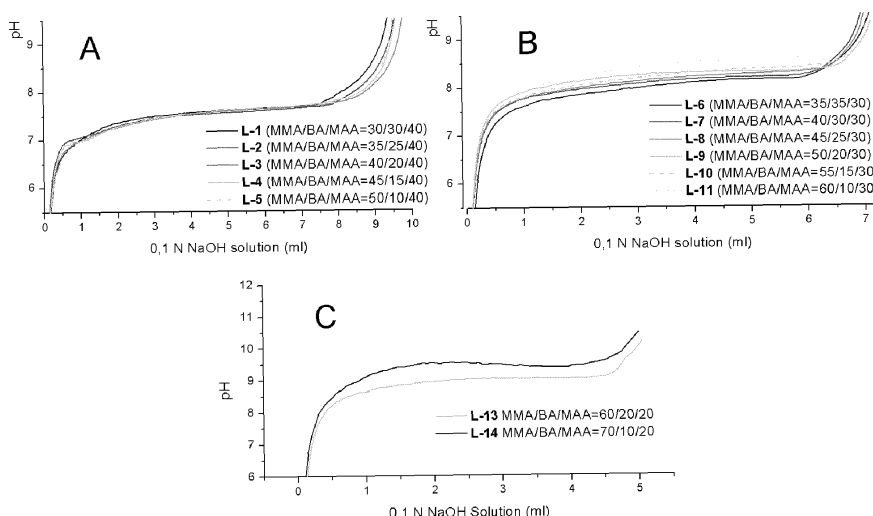 pH
A
9
8
7
6
L-1 (MMA/BA/MAA=30/30/40)
L-2 (MMA/BA/MAA=35/25/40)
L-3 (MMA/BA/MAA=40/20/40)
L-4 (MMA/BA/MAA=45/15/40)
L-5 (MMA/BA/MAA=50/10/40)
0 1 2 3 4 5 6 7 8 9 10
0,1 N NaOH solution (ml)
pH
B
9
8
7
6
L-6 (MMA/BA/MAA=35/35/30)
L-7 (MMA/BA/MAA=40/30/30)
L-8 (MMA/BA/MAA=45/25/30)
L-9 (MMA/BA/MAA=50/20/30)
L-10 (MMA/BA/MAA=55/15/30
L-11 (MMA/BA/MAA=60/10/30
0 1 2 3 4 5 6 7
0,1 N NaOH solution (ml)
pH
C
12
11
10
9
8
7
6
L-13 MMA/BA/MAA=60/20/20
L-14 MMA/BA/MAA=70/10/20
0 1 2 3 4 5
0,1 N NaOH Solution (ml)